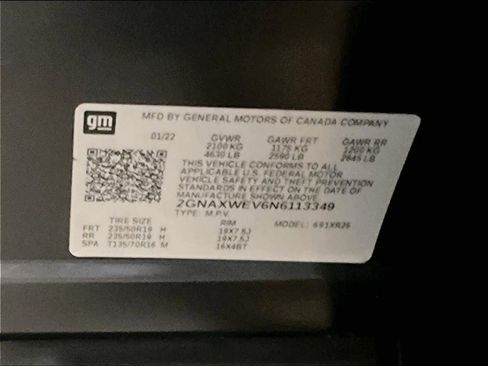 gm
MFD BY GENERAL MOTORS OF CANADA COMPANY
01/22 GVWR GAWR FRT GAWR RR
2100 KG 1175 KG 1200 KG
4630 LB 2590 LB 2645 LB
THIS VEHICLE CONFORMS TO ALL
APPLICABLE U.S. FEDERAL MOTOR
VEHICLE SAFETY AND THEFT PREVENTION
STANDARDS IN EFFECT ON THE DATE OF
MANUFACTURE SHOWN ABOVE
2GNAXWEV6N6113349
TYPE: M.P.V. MODEL: 691XR26
TIRE SIZE RIM
FRT 235/50R19 H 19X7.5J
RR 235/50R19 H 19X7.5J
SPA T135/70R16 M 16X4BT